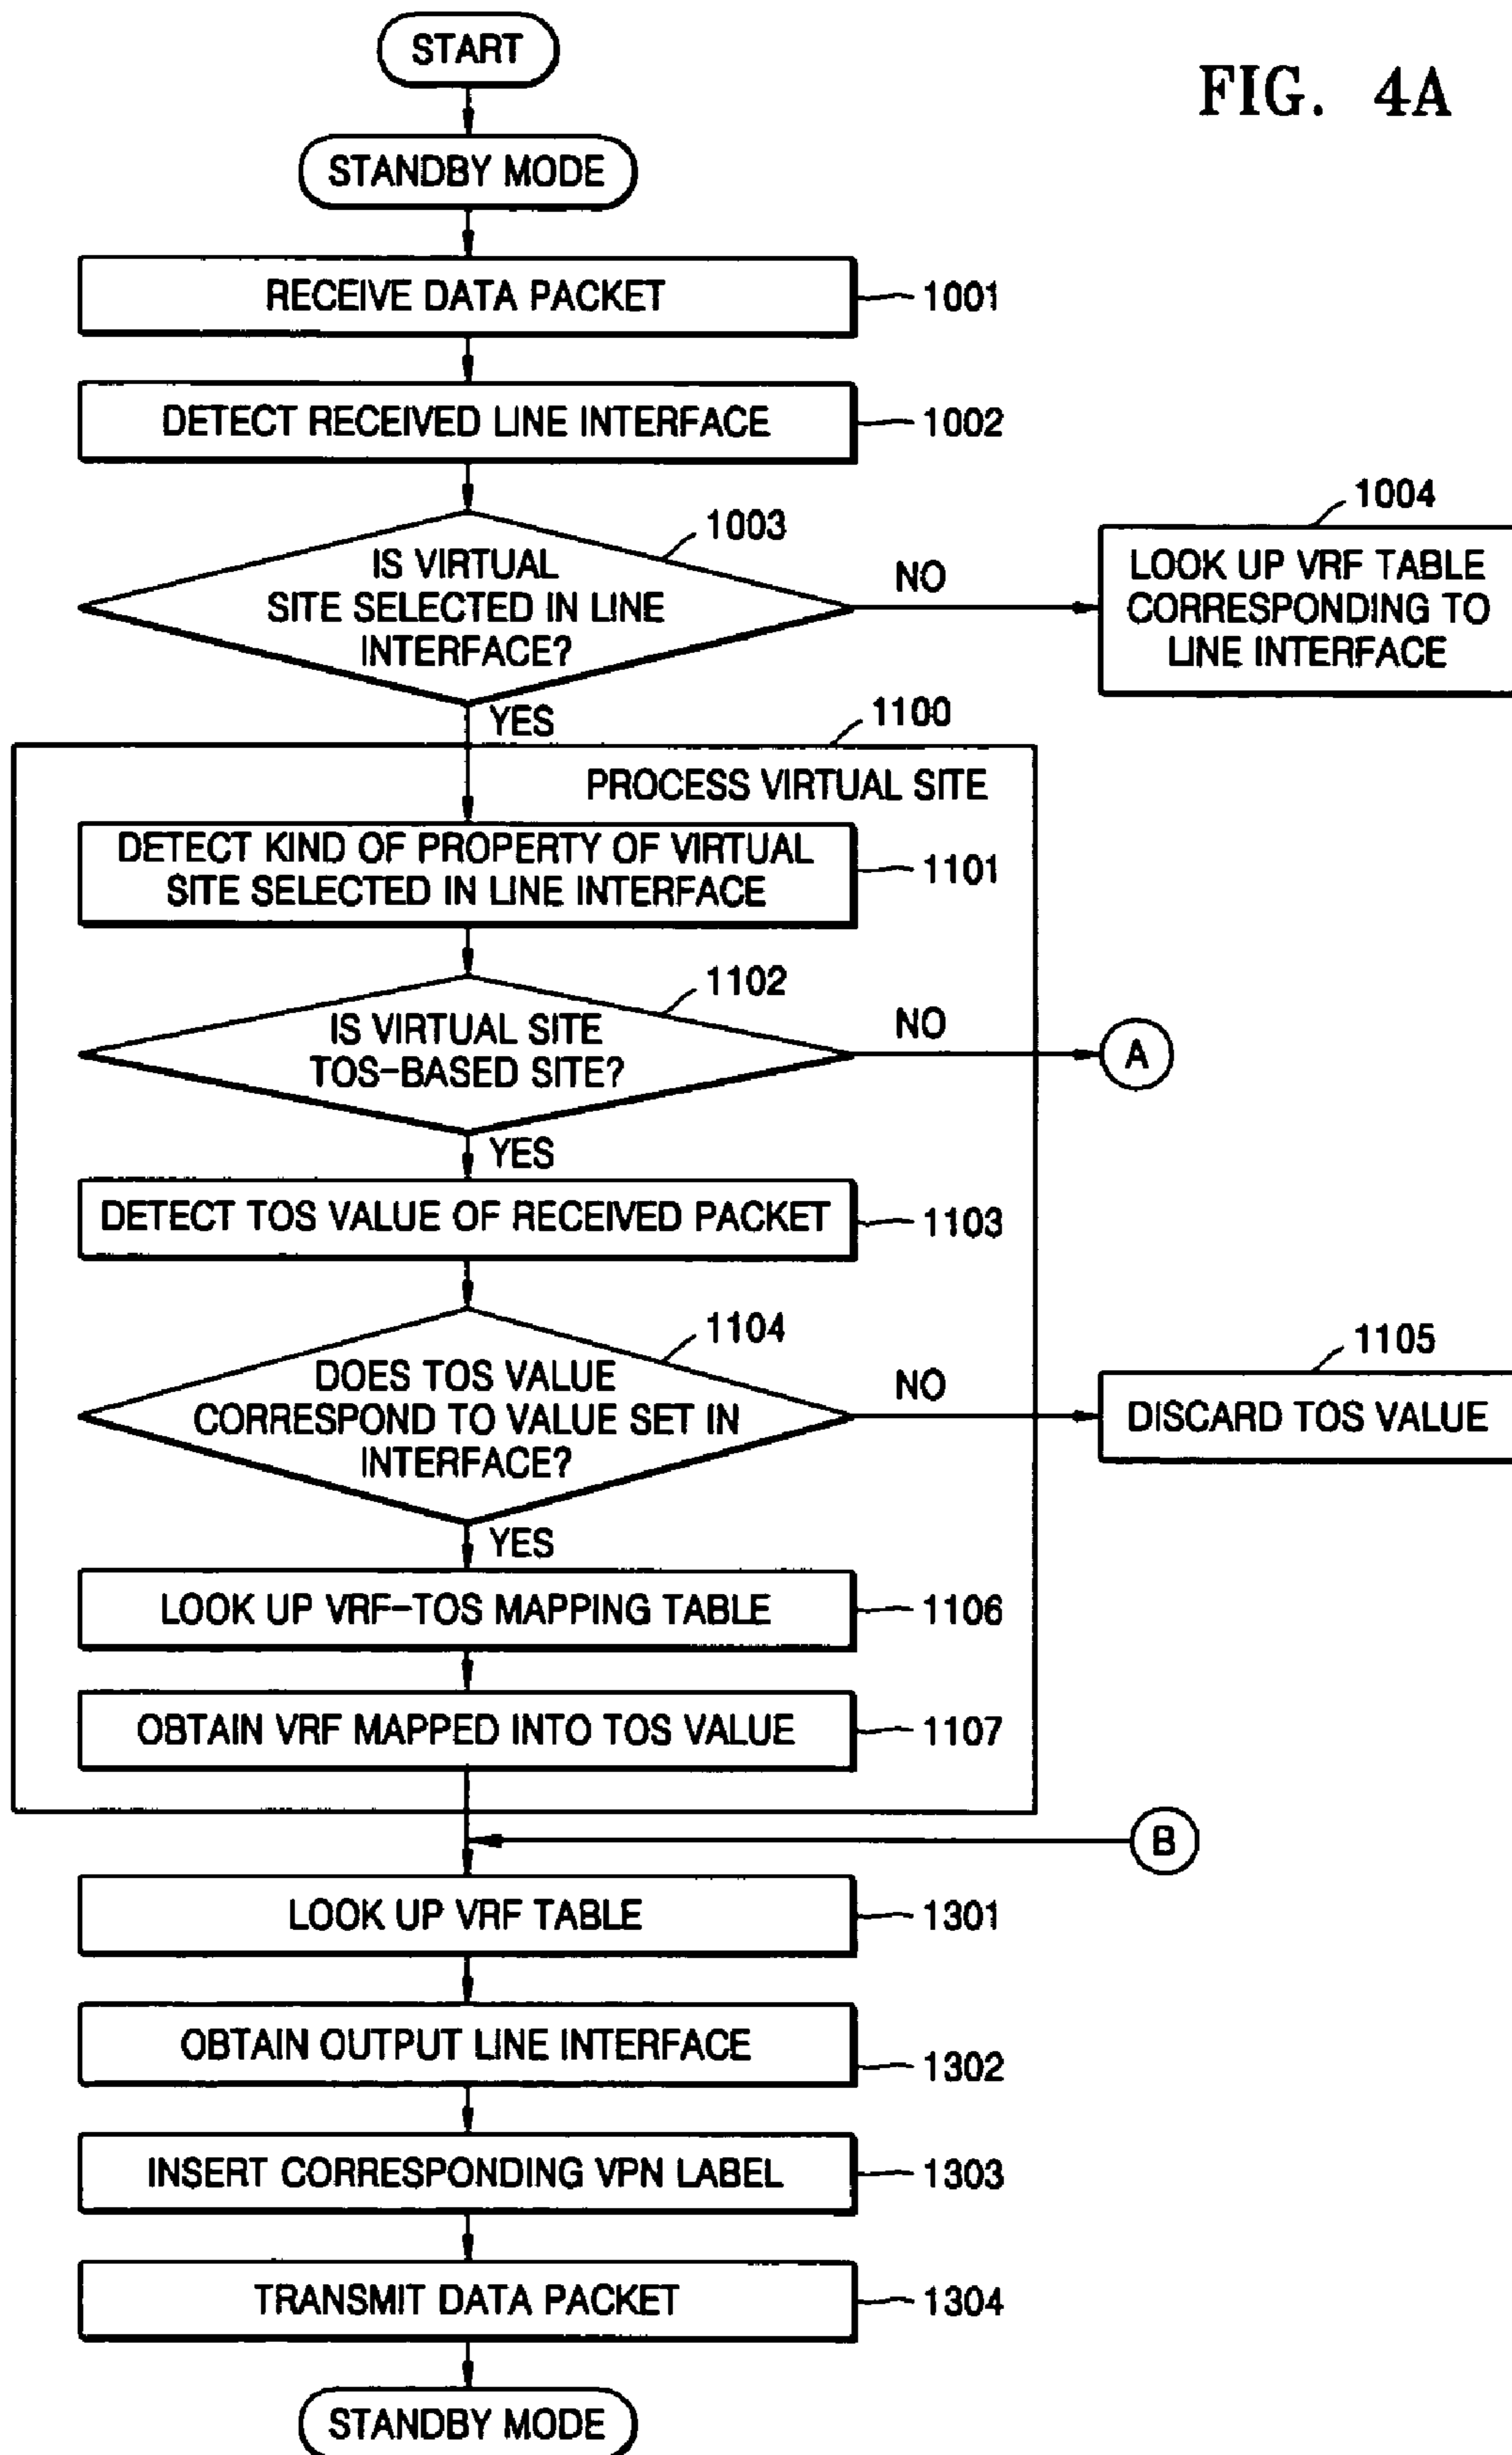 FIG. 4A
START
STANDBY MODE
RECEIVE DATA PACKET
1001
DETECT RECEIVED LINE INTERFACE
1002
1003
IS VIRTUAL
SITE SELECTED IN LINE
INTERFACE?
NO
1004
LOOK UP VRF TABLE
CORRESPONDING TO
LINE INTERFACE
YES
1100
PROCESS VIRTUAL SITE
DETECT KIND OF PROPERTY OF VIRTUAL
SITE SELECTED IN LINE INTERFACE
1101
1102
IS VIRTUAL SITE
TOS-BASED SITE?
NO
A
YES
DETECT TOS VALUE OF RECEIVED PACKET
1103
1104
DOES TOS VALUE
CORRESPOND TO VALUE SET IN
INTERFACE?
NO
1105
DISCARD TOS VALUE
YES
LOOK UP VRF-TOS MAPPING TABLE
1106
OBTAIN VRF MAPPED INTO TOS VALUE
1107
B
LOOK UP VRF TABLE
1301
OBTAIN OUTPUT LINE INTERFACE
1302
INSERT CORRESPONDING VPN LABEL
1303
TRANSMIT DATA PACKET
1304
STANDBY MODE